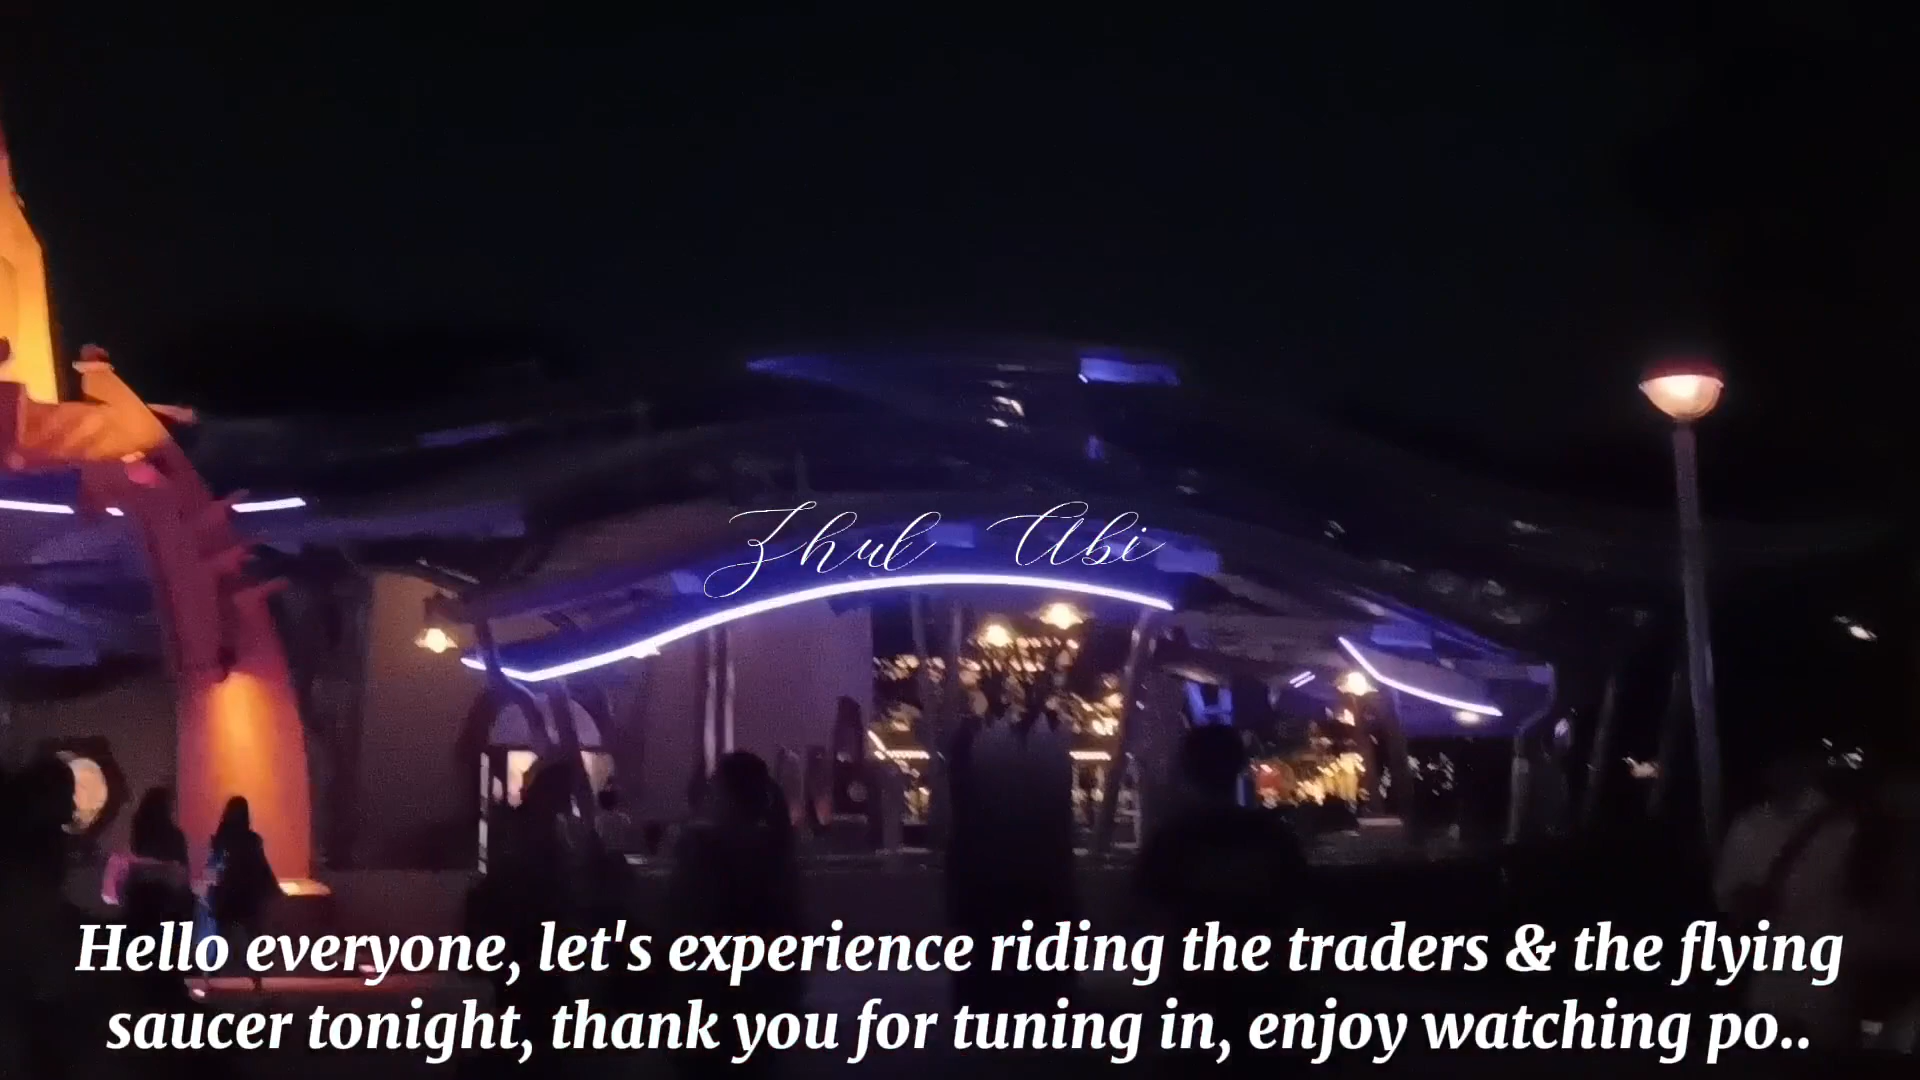 Zhuk Abi
Hello everyone, let's experience riding the traders & the flying
saucer tonight, thank you for tuning in, enjoy watching po..